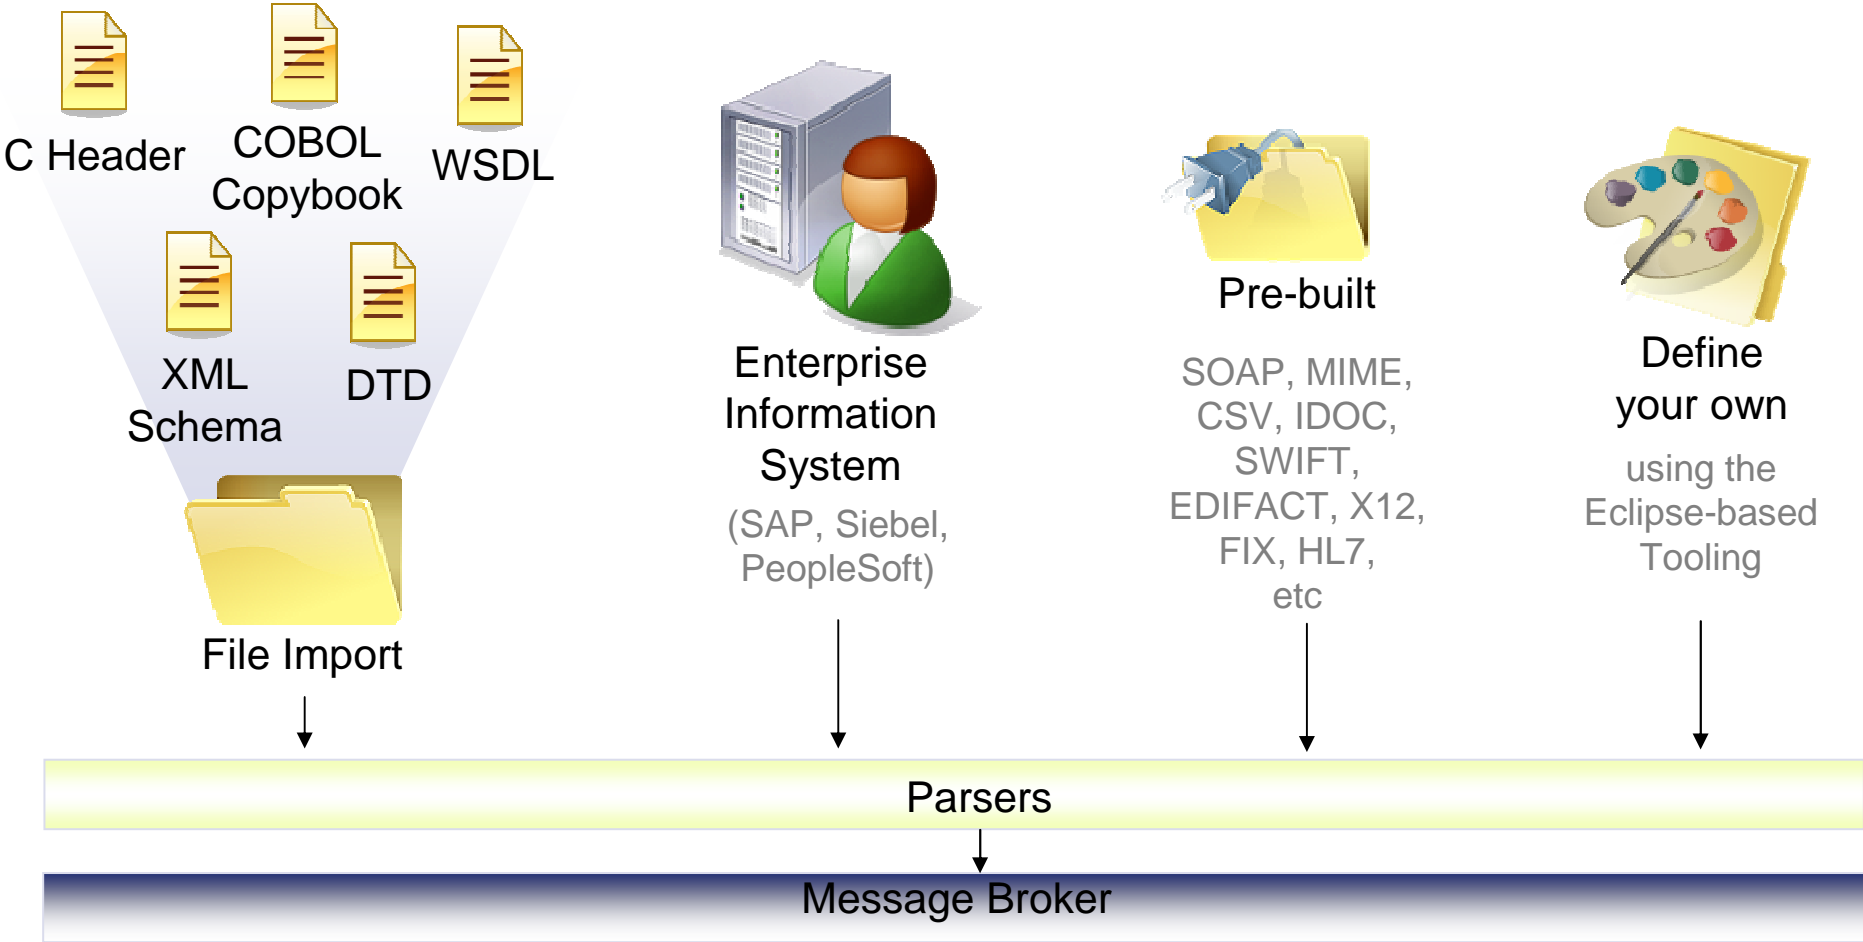 C Header
COBOL
Copybook
WSDL
XML
Schema
DTD
File Import
Enterprise
Information
System
(SAP, Siebel,
PeopleSoft)
Pre-built
SOAP, MIME,
CSV, IDOC,
SWIFT,
EDIFACT, X12,
FIX, HL7,
etc
Define
your own
using the
Eclipse-based
Tooling
Parsers
Message Broker